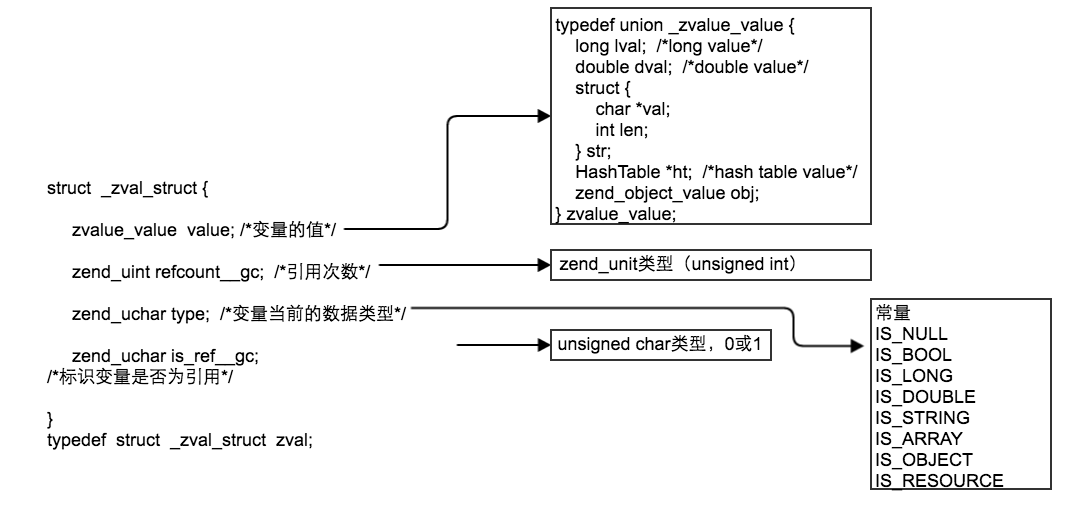 struct _zval_struct {
zvalue_value value; /*变量的值*/
zend_uint refcount__gc; /*引用次数*/
zend_uchar type; /*变量当前的数据类型*/
zend_uchar is_ref__gc;
/*标识变量是否为引用*/
}
typedef struct _zval_struct zval;
typedef union _zvalue_value {
long lval; /*long value*/
double dval; /*double value*/
struct {
char *val;
int len;
} str;
HashTable *ht; /*hash table value*/
zend_object_value obj;
} zvalue_value;
zend_unit类型（unsigned int）
unsigned char类型，0或1
常量
IS_NULL
IS_BOOL
IS_LONG
IS_DOUBLE
IS_STRING
IS_ARRAY
IS_OBJECT
IS_RESOURCE